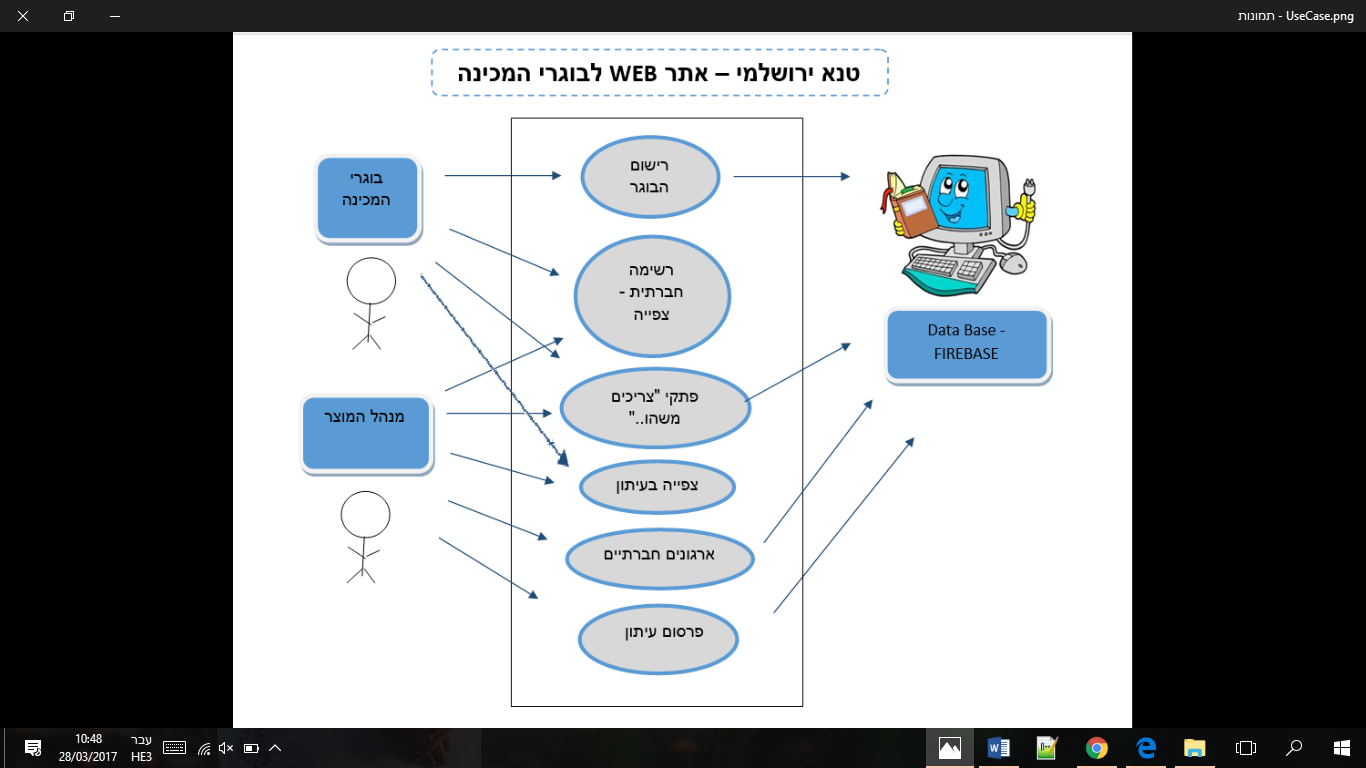 UseCase.png - תמונות
טנא ירושלמי – אתר WEB לבוגרי המכינה
בוגרי
המכינה
מנהל המוצר
רישום
הבוגר
רשימה
חברתית -
צפייה
פתקי "צריכים
משהו.."
צפייה בעיתון
ארגונים חברתיים
פרסום עיתון
Data Base -
FIREBASE
10:48
28/03/2017
עבר
HE3